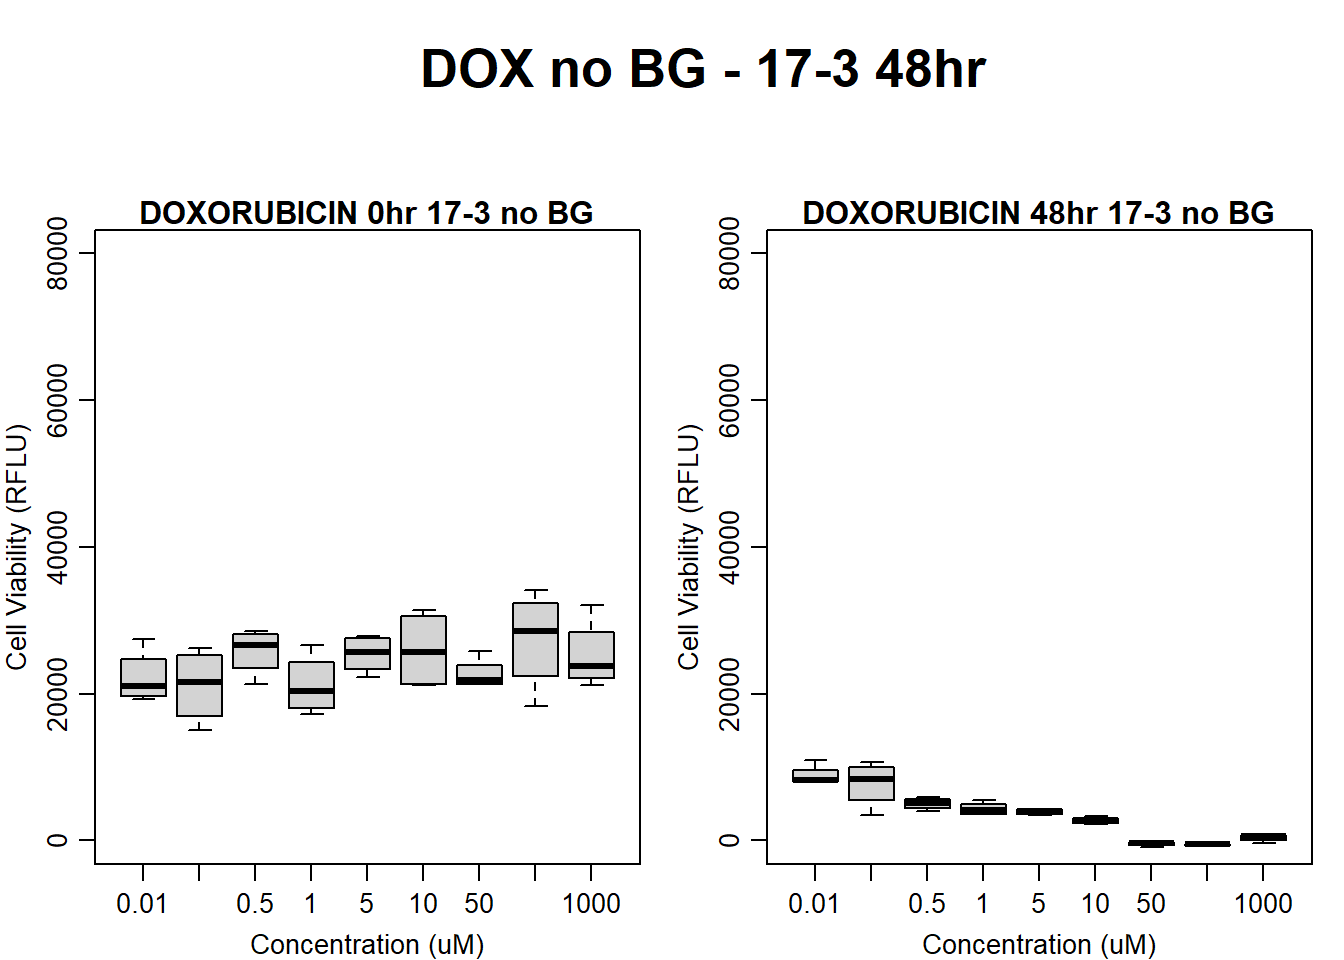 DOX no BG - 17-3 48hr
DOXORUBICIN 0hr 17-3 no BG
Cell Viability (RFLU)
80000
60000
40000
20000
0
0.01 0.5 1 5 10 50 1000
Concentration (uM)
DOXORUBICIN 48hr 17-3 no BG
Cell Viability (RFLU)
80000
60000
40000
20000
0
0.01 0.5 1 5 10 50 1000
Concentration (uM)